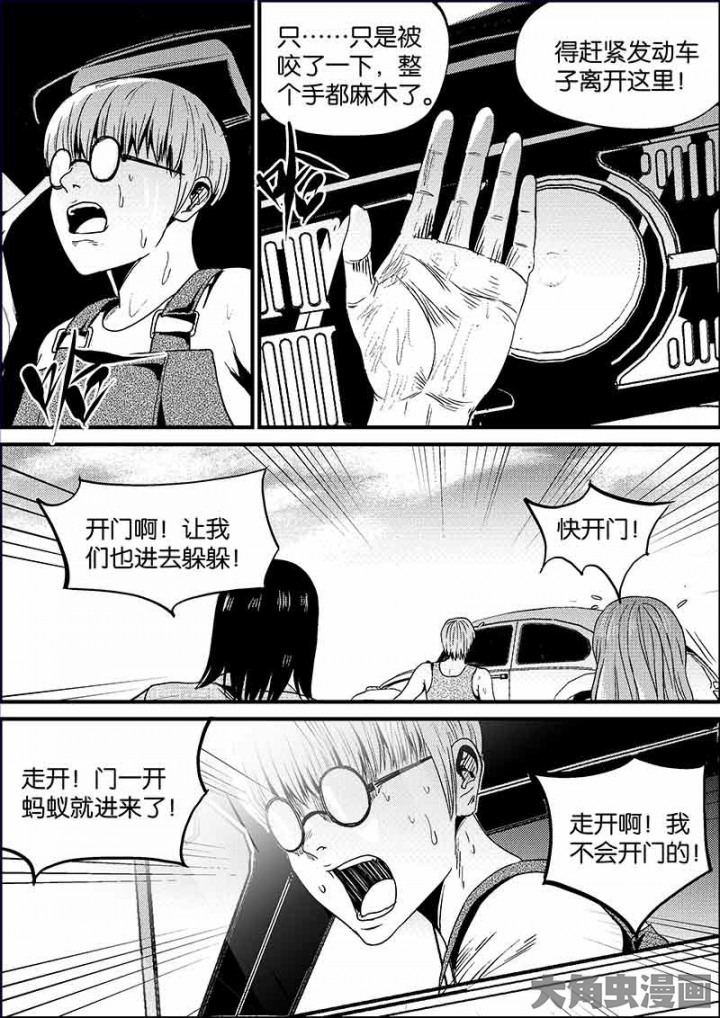 只……只是被
咬了一下，整
个手都麻木了。
得赶紧发动车
子离开这里！
开门啊！让我
们也进去躲躲！
快开门！
走开！门一开
蚂蚁就进来了！
走开啊！我
不会开门的！
大角虫漫画